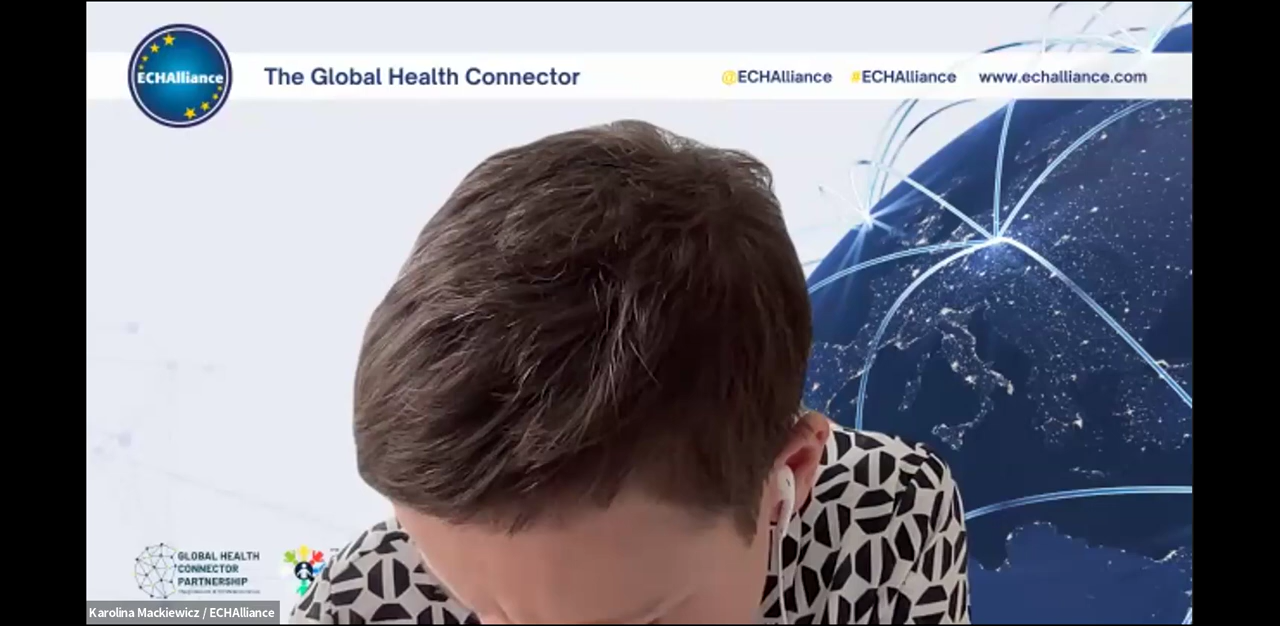 ECHAlliance
The Global Health Connector
@ECHAlliance #ECHAlliance www.echalliance.com
GLOBAL HEALTH
CONNECTOR
PARTNERSHIP
Karolina Mackiewicz / ECHAlliance